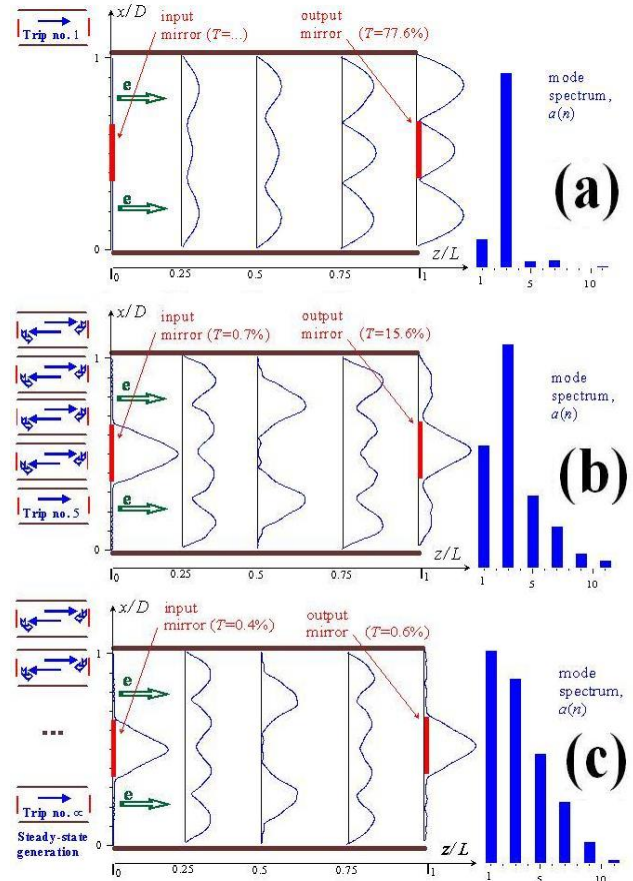 Trip no. 1
x/D
input
mirror (T=...)
output
mirror (T=77.6%)
1
e
e
0
mode
spectrum,
a(n)
(a)
z/L
0
0.25
0.5
0.75
1
1
5
10
x/D
input
mirror (T=0.7%)
output
mirror (T=15.6%)
1
e
e
0
Trip no. 5
mode
spectrum,
a(n)
(b)
z/L
0
0.25
0.5
0.75
1
1
5
10
x/D
input
mirror (T=0.4%)
output
mirror (T=0.6%)
1
e
e
0
...
Trip no. ∝
Steady-state
generation
mode
spectrum,
a(n)
(c)
z/L
0
0.25
0.5
0.75
1
1
5
10